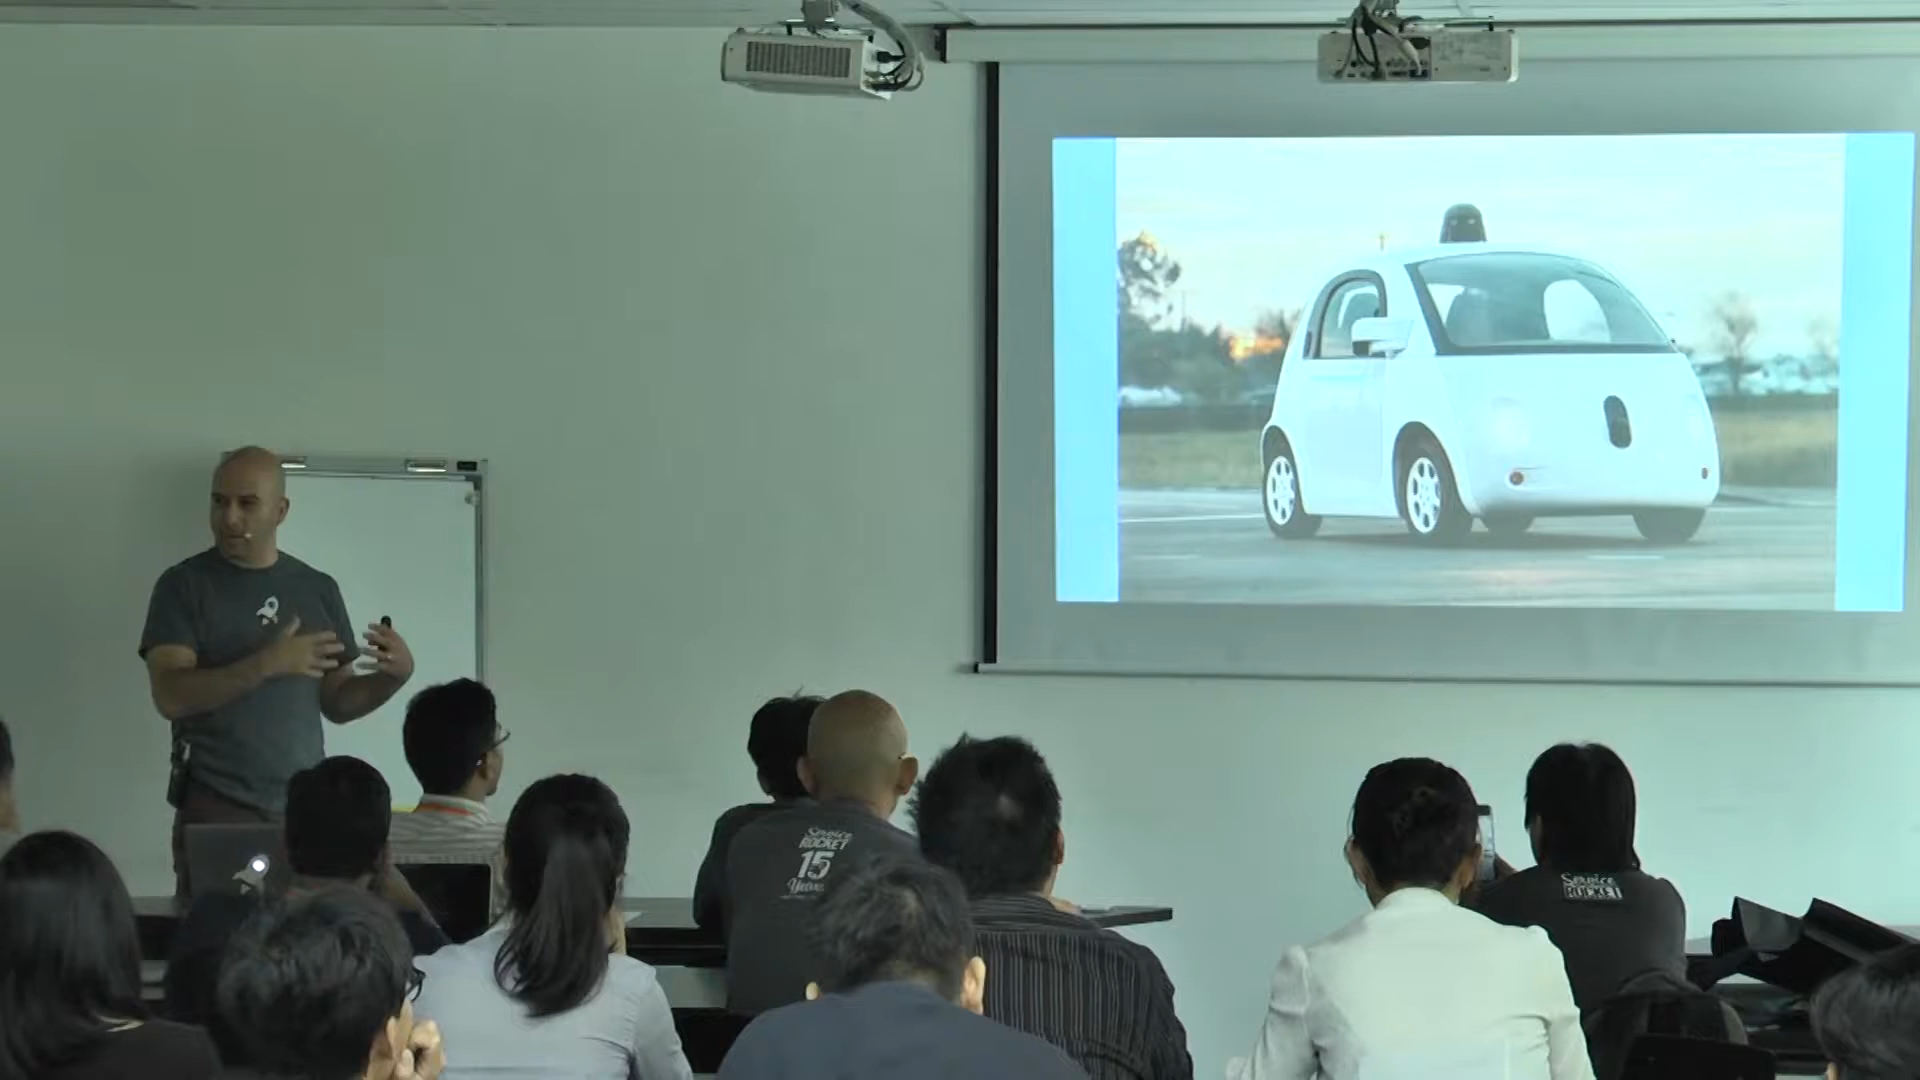 Service
ROCKET
15
Years
Service
ROCKET